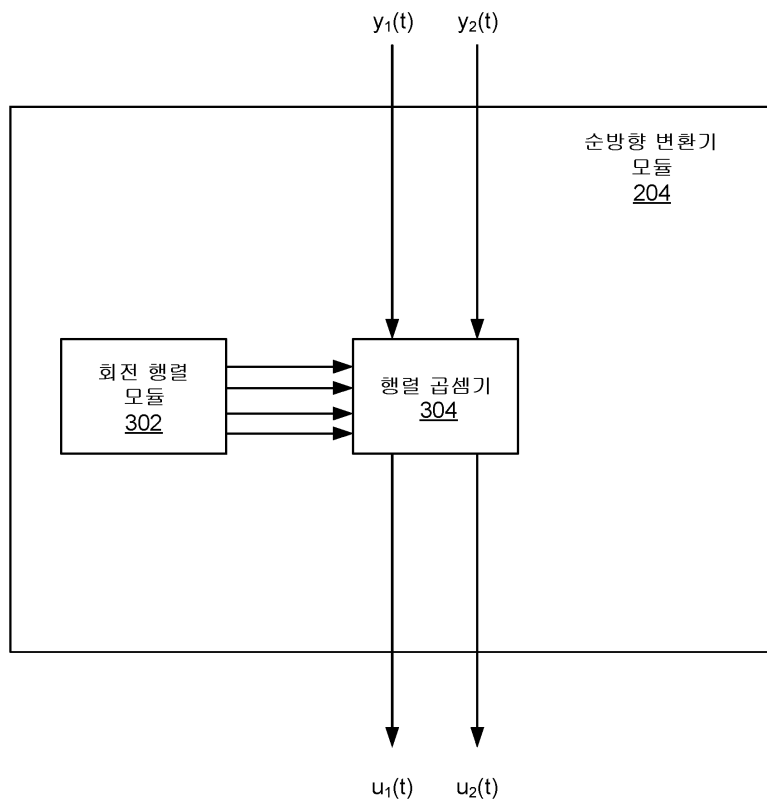 y₁(t) y₂(t)
순방향 변환기
모듈
204
회전 행렬
모듈
302
행렬 곱셈기
304
u₁(t) u₂(t)